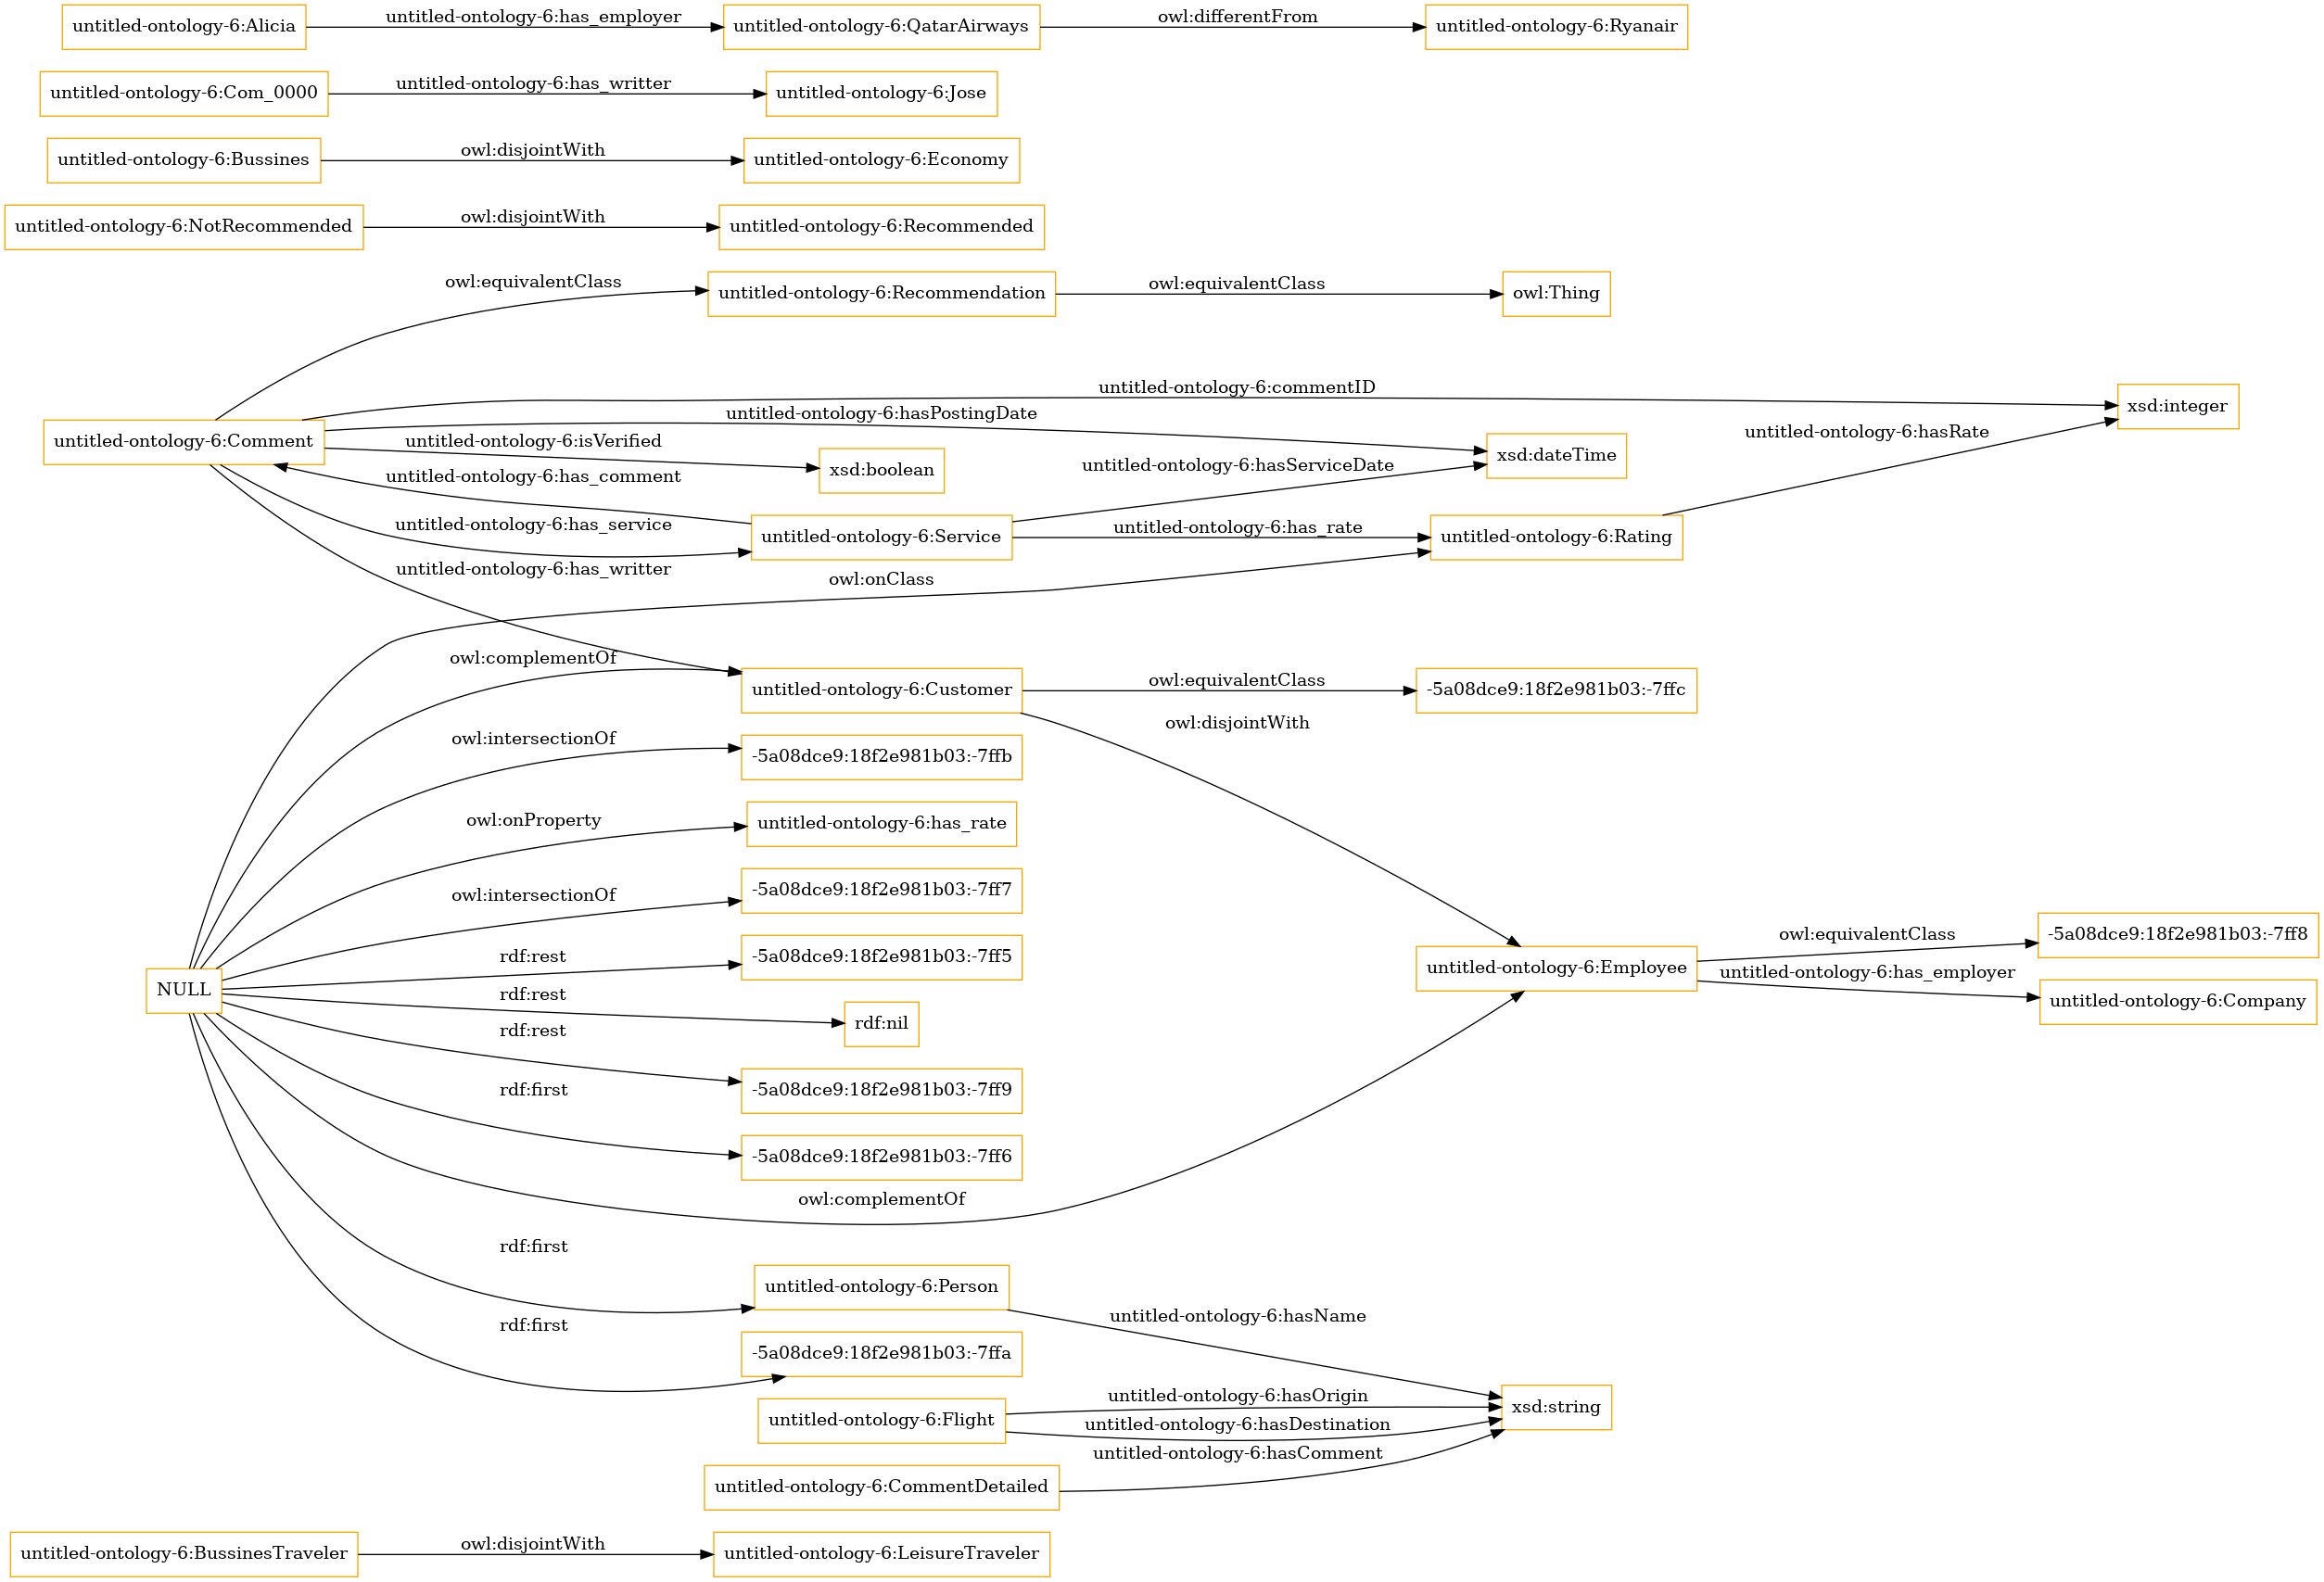 untitled-ontology-6:Alicia
untitled-ontology-6:has_employer
untitled-ontology-6:QatarAirways
owl:differentFrom
untitled-ontology-6:Ryanair
untitled-ontology-6:Com_0000
untitled-ontology-6:has_writter
untitled-ontology-6:Jose
untitled-ontology-6:Bussines
owl:disjointWith
untitled-ontology-6:Economy
untitled-ontology-6:NotRecommended
owl:disjointWith
untitled-ontology-6:Recommended
owl:equivalentClass
untitled-ontology-6:Recommendation
owl:equivalentClass
owl:Thing
untitled-ontology-6:commentID
xsd:integer
untitled-ontology-6:hasPostingDate
untitled-ontology-6:Comment
untitled-ontology-6:isVerified
untitled-ontology-6:hasRate
xsd:dateTime
xsd:boolean
untitled-ontology-6:hasServiceDate
untitled-ontology-6:has_comment
untitled-ontology-6:has_service
untitled-ontology-6:Service
untitled-ontology-6:has_rate
untitled-ontology-6:Rating
untitled-ontology-6:has_writter
owl:onClass
owl:complementOf
untitled-ontology-6:Customer
owl:equivalentClass
-5a08dce9:18f2e981b03:-7ffc
owl:disjointWith
owl:intersectionOf
-5a08dce9:18f2e981b03:-7ffb
owl:onProperty
untitled-ontology-6:has_rate
owl:intersectionOf
-5a08dce9:18f2e981b03:-7ff7
rdf:rest
-5a08dce9:18f2e981b03:-7ff5
NULL
rdf:rest
rdf:nil
untitled-ontology-6:Employee
owl:equivalentClass
-5a08dce9:18f2e981b03:-7ff8
untitled-ontology-6:has_employer
untitled-ontology-6:Company
rdf:rest
-5a08dce9:18f2e981b03:-7ff9
rdf:first
-5a08dce9:18f2e981b03:-7ff6
owl:complementOf
rdf:first
untitled-ontology-6:Person
untitled-ontology-6:hasName
rdf:first
-5a08dce9:18f2e981b03:-7ffa
untitled-ontology-6:Flight
untitled-ontology-6:hasOrigin
xsd:string
untitled-ontology-6:hasDestination
untitled-ontology-6:hasComment
untitled-ontology-6:CommentDetailed
untitled-ontology-6:BussinesTraveler
owl:disjointWith
untitled-ontology-6:LeisureTraveler